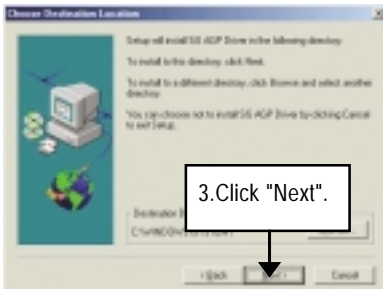 Choose Destination Location
Setup will install SiS AGP Driver in the following directory.
To install to this directory, click Next.
To install to a different directory, click Browse and select another
directory.
You can choose not to install SiS AGP Driver by clicking Cancel
to exit Setup.
3.Click "Next".
Destination
Cancel